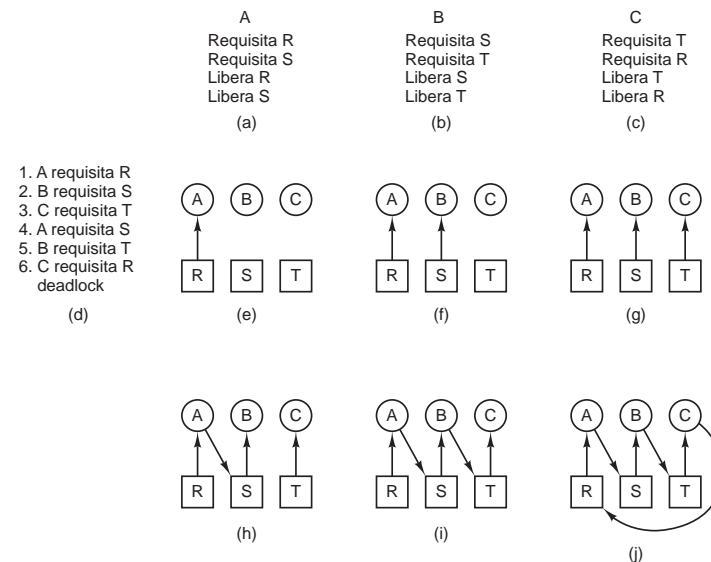 A
Requisita R
Requisita S
Libera R
Libera S
(a)
B
Requisita S
Requisita T
Libera S
Libera T
(b)
C
Requisita T
Requisita R
Libera T
Libera R
(c)
1. A requisita R
2. B requisita S
3. C requisita T
4. A requisita S
5. B requisita T
6. C requisita R
deadlock
(d)
A B C
R S T
(e)
A B C
R S T
(f)
A B C
R S T
(g)
A B C
R S T
(h)
A B C
R S T
(i)
A B C
R S T
(j)